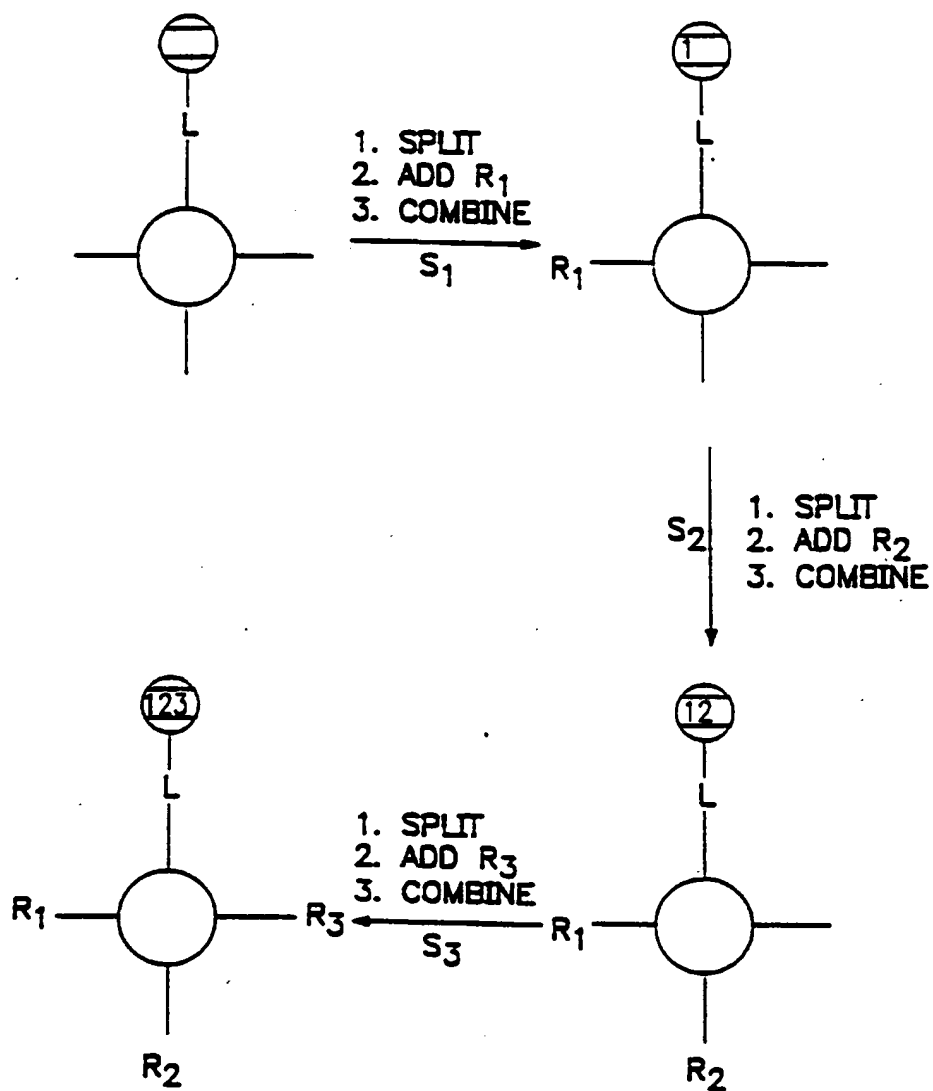 1
L
L
1. SPLIT
2. ADD R₁
3. COMBINE
S₁
R₁
S₂
1. SPLIT
2. ADD R₂
3. COMBINE
123
12
L
L
1. SPLIT
2. ADD R₃
3. COMBINE
R₁
R₃
S₃
R₁
R₂
R₂